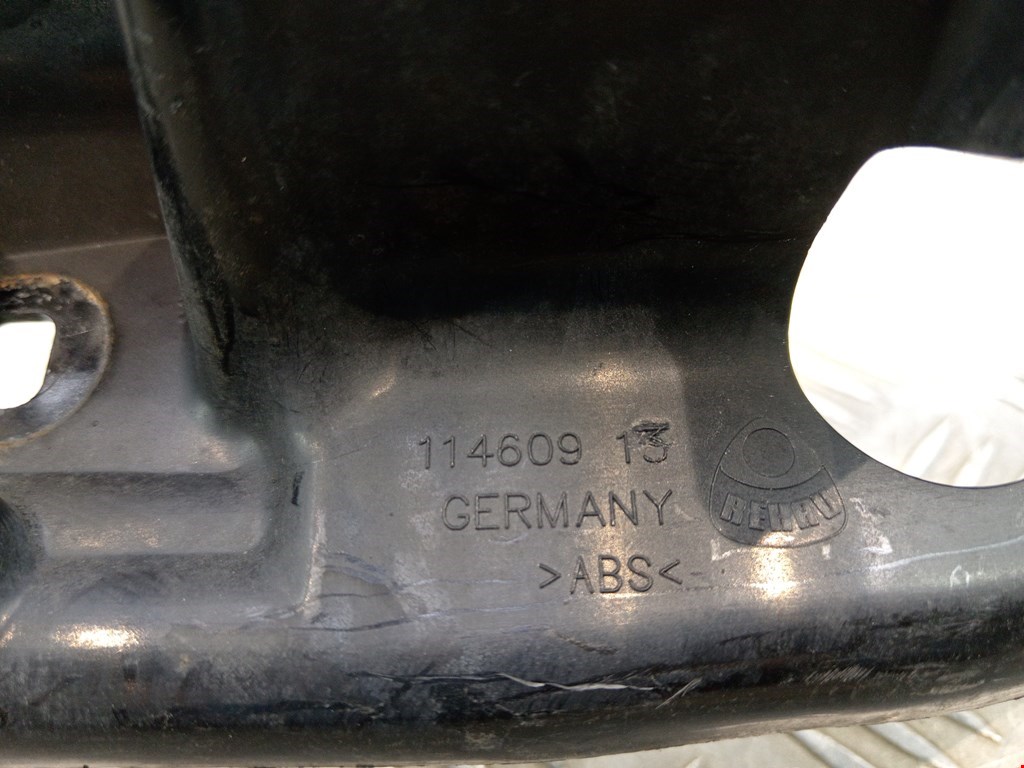 114609 13
GERMANY
>ABS<
REHAU